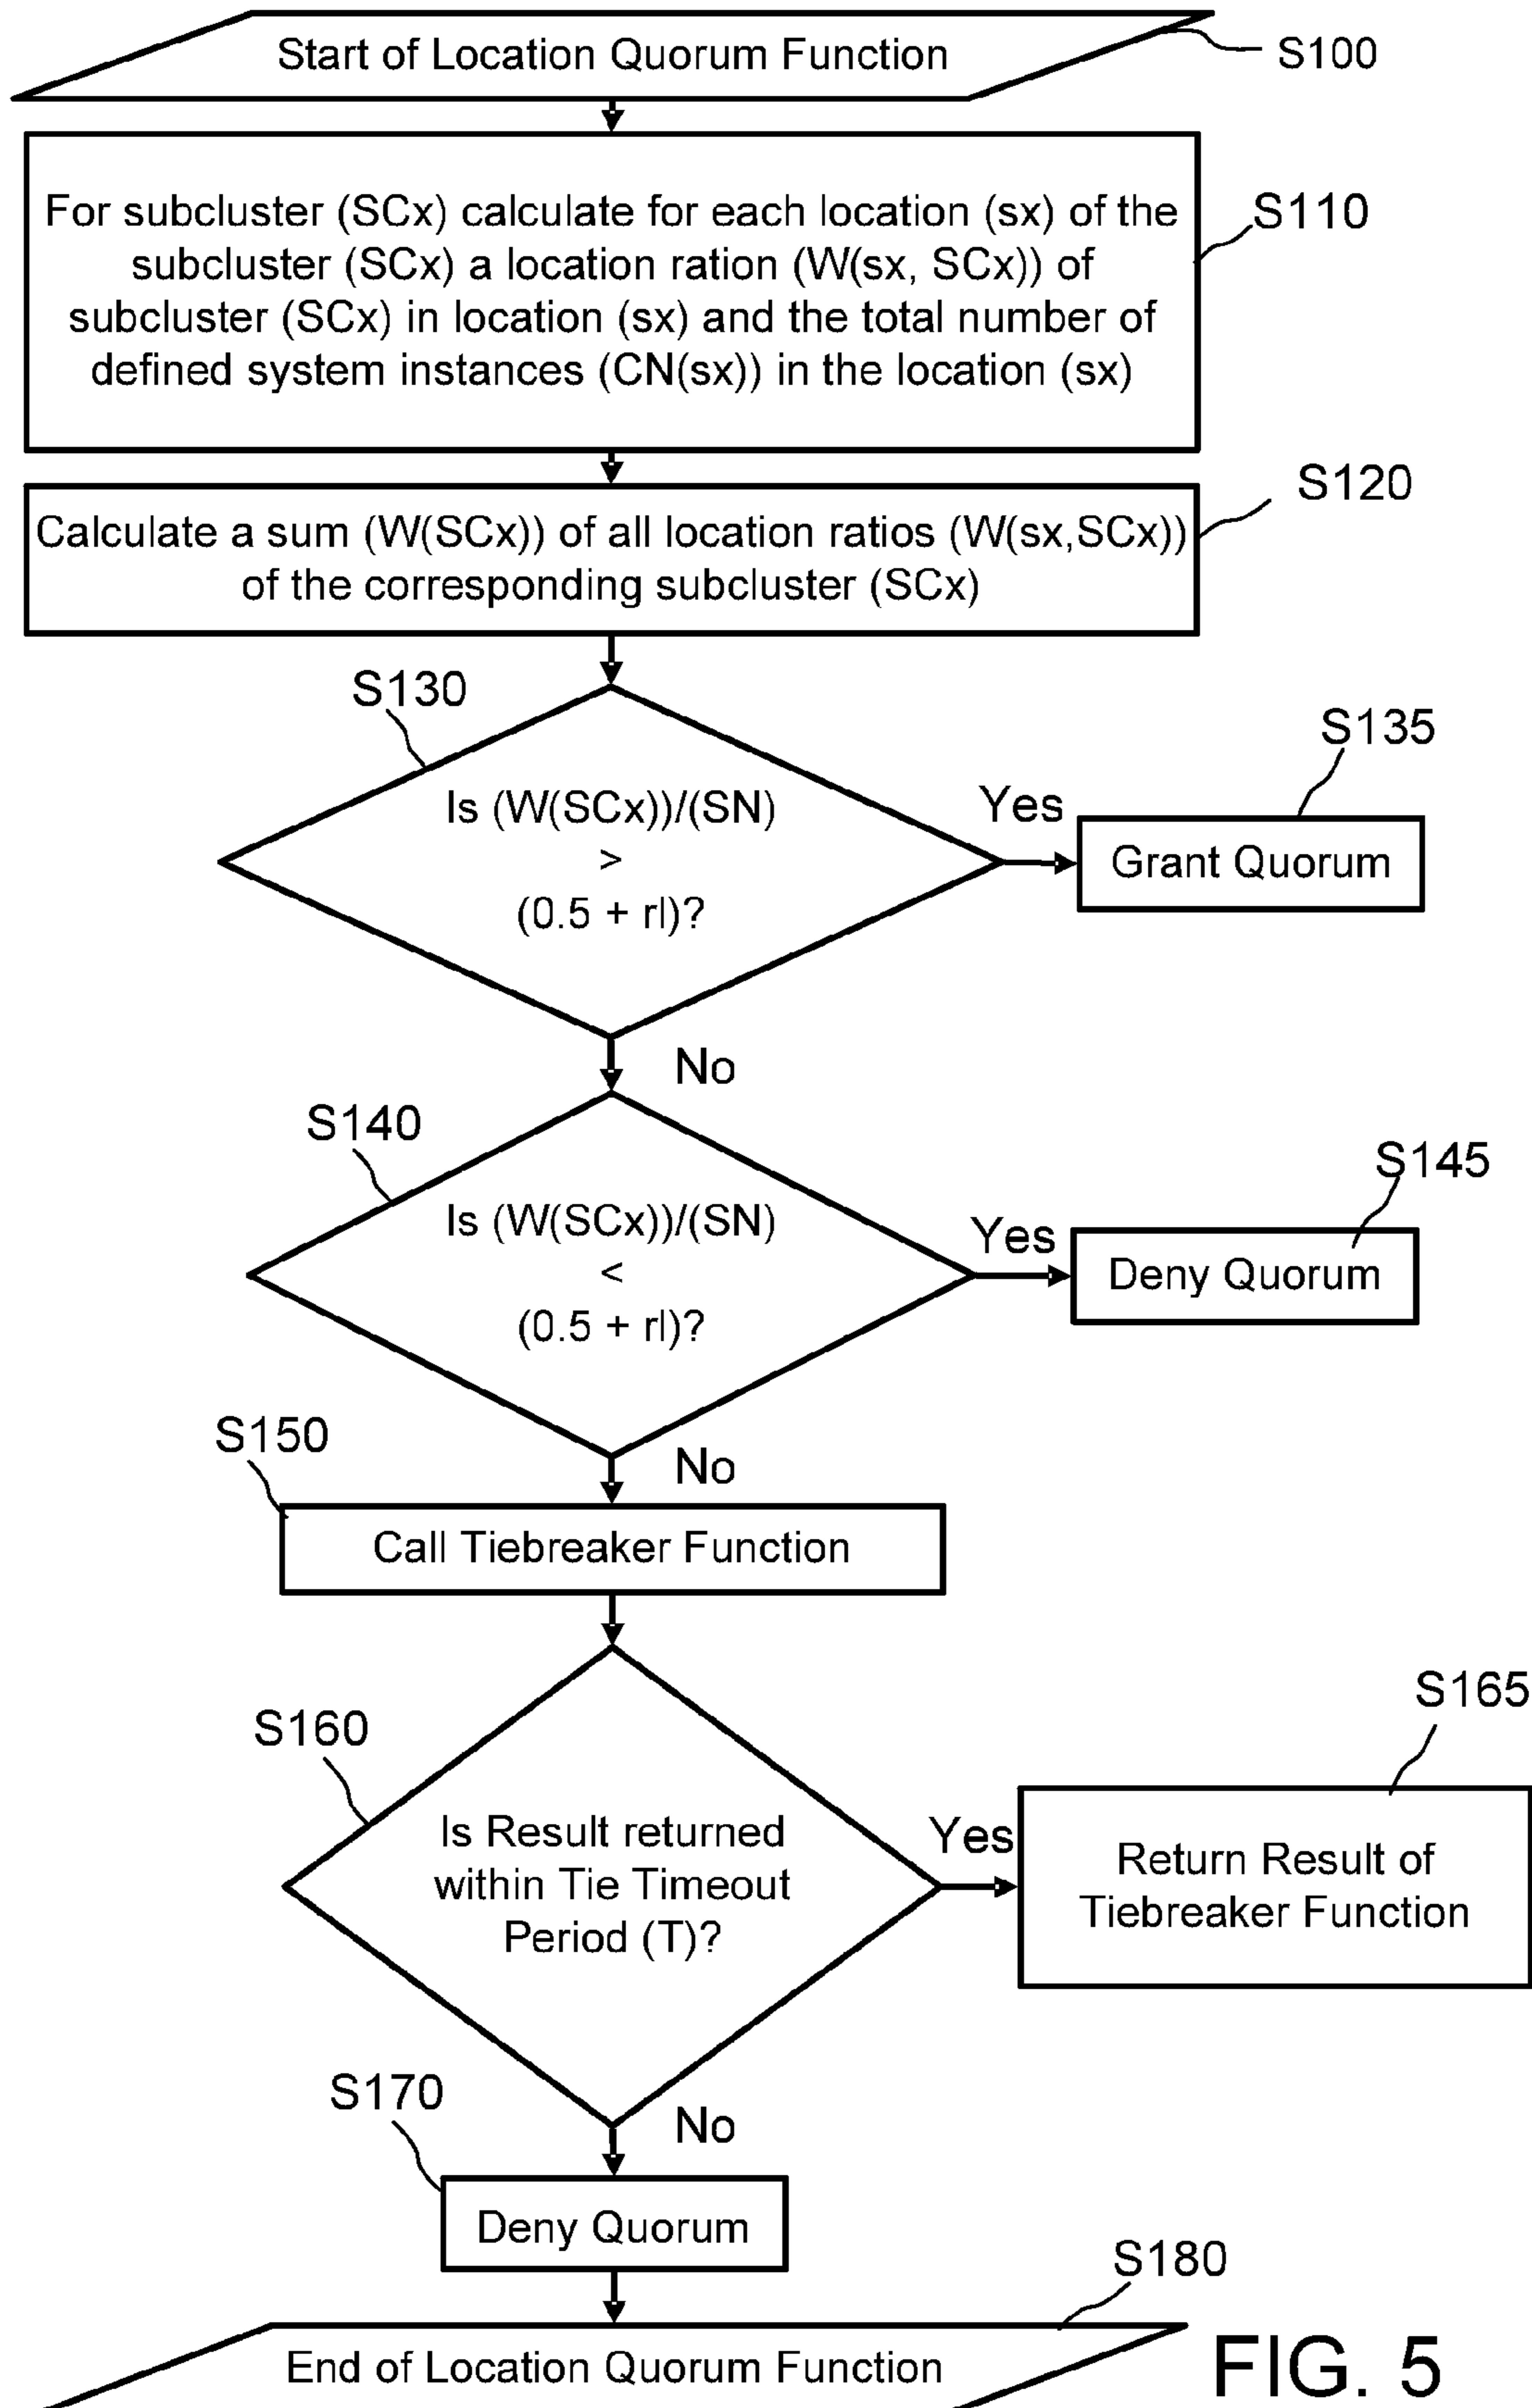 Start of Location Quorum Function
S100
For subcluster (SCx) calculate for each location (sx) of the
subcluster (SCx) a location ration (W(sx, SCx)) of
subcluster (SCx) in location (sx) and the total number of
defined system instances (CN(sx)) in the location (sx)
S110
S120
Calculate a sum (W(SCx)) of all location ratios (W(sx,SCx))
of the corresponding subcluster (SCx)
S130
Is (W(SCx))/(SN)
>
(0.5 + rl)?
Yes
S135
Grant Quorum
No
S140
Is (W(SCx))/(SN)
<
(0.5 + rl)?
Yes
S145
Deny Quorum
No
S150
Call Tiebreaker Function
S160
Is Result returned
within Tie Timeout
Period (T)?
Yes
S165
Return Result of
Tiebreaker Function
No
S170
Deny Quorum
S180
End of Location Quorum Function
FIG. 5